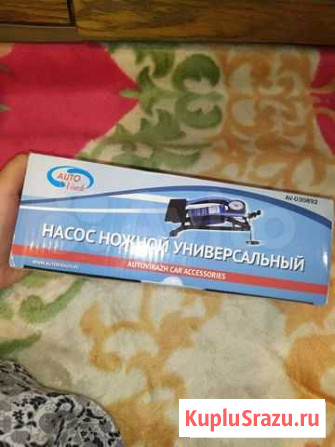 AUTO
НАСОС НОЖНОЙ УНИВЕРСАЛЬНЫЙ
AUTOVIRAZH CAR ACCESSORIES
KupluSrazu.ru